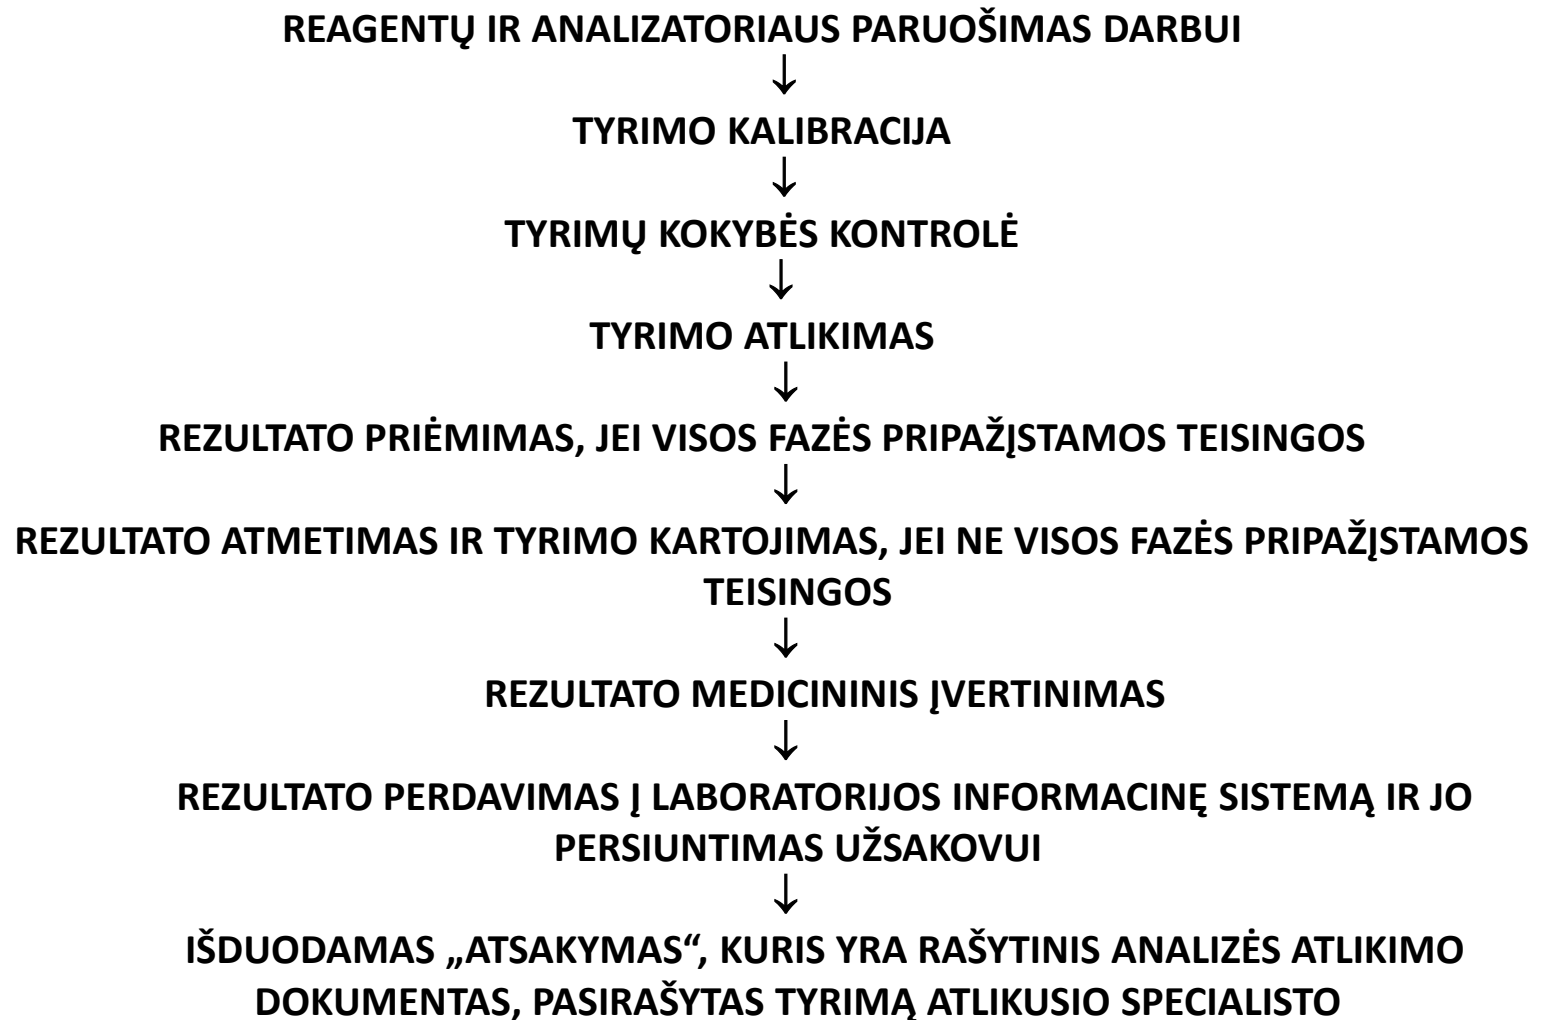 REAGENTŲ IR ANALIZATORIAUS PARUOŠIMAS DARBUI
↓
TYRIMO KALIBRACIJA
↓
TYRIMŲ KOKYBĖS KONTROLĖ
↓
TYRIMO ATLIKIMAS
↓
REZULTATO PRIĖMIMAS, JEI VISOS FAZĖS PRIPAŽĮSTAMOS TEISINGOS
↓
REZULTATO ATMETIMAS IR TYRIMO KARTOJIMAS, JEI NE VISOS FAZĖS PRIPAŽĮSTAMOS
TEISINGOS
↓
REZULTATO MEDICININIS ĮVERTINIMAS
↓
REZULTATO PERDAVIMAS Į LABORATORIJOS INFORMACINĘ SISTEMĄ IR JO
PERSIUNTIMAS UŽSAKOVUI
↓
IŠDUODAMAS „ATSAKYMAS“, KURIS YRA RAŠYTINIS ANALIZĖS ATLIKIMO
DOKUMENTAS, PASIRAŠYTAS TYRIMĄ ATLIKUSIO SPECIALISTO